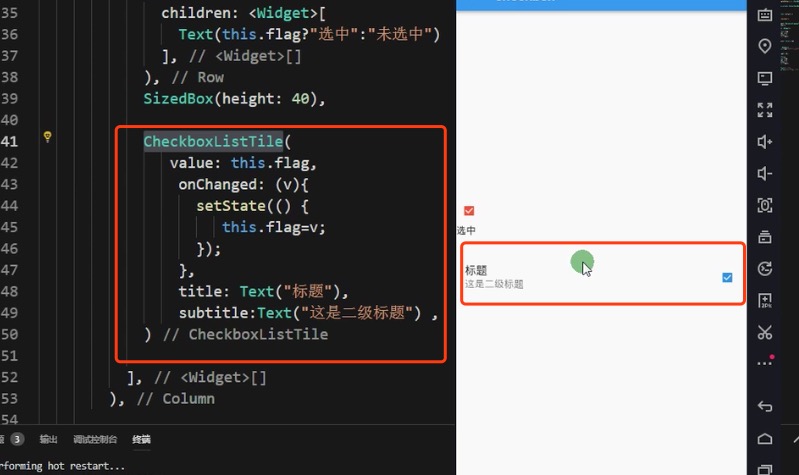 35 children: <Widget>[
36 Text(this.flag?"选中":"未选中")
37 ], // <Widget>[]
38 ), // Row
39 SizedBox(height: 40),
40
41 CheckboxListTile(
42 value: this.flag,
43 onChanged: (v){
44 setState(() {
45 this.flag=v;
46 });
47 },
48 title: Text("标题"),
49 subtitle:Text("这是二级标题") ,
50 ) // CheckboxListTile
51
52 ], // <Widget>[]
53 ), // Column
54
3 输出 调试控制台 终端
rforming hot restart...
选中
标题
这是二级标题